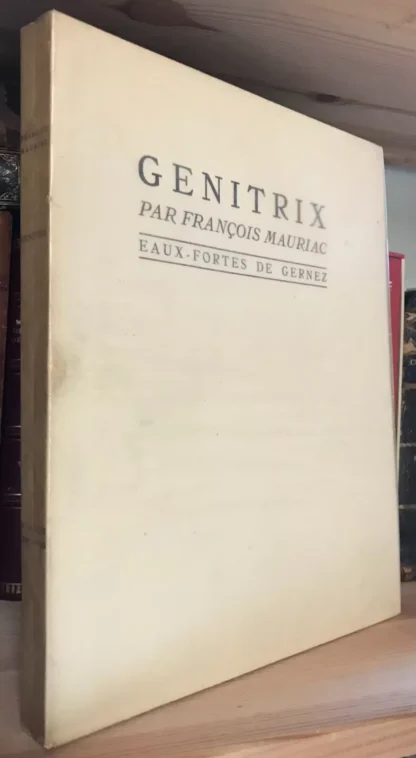 GENITRIX
PAR FRANÇOIS MAURIAC
EAUX-FORTES DE GERNEZ